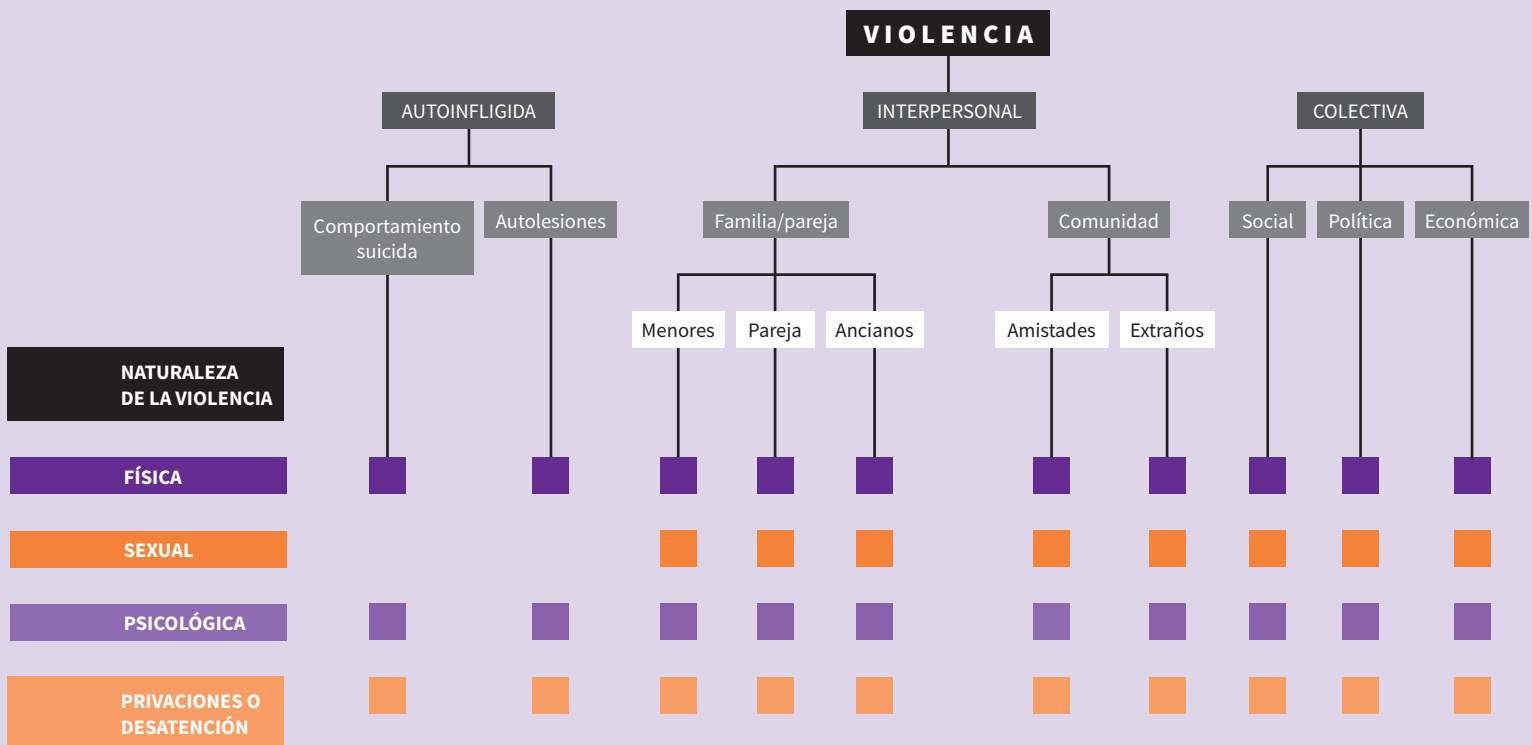 VIOLENCIA
AUTOINFLIGIDA
INTERPERSONAL
COLECTIVA
Comportamiento
suicida
Autolesiones
Familia/pareja
Comunidad
Social
Política
Económica
Menores
Pareja
Ancianos
Amistades
Extraños
NATURALEZA
DE LA VIOLENCIA
FÍSICA
SEXUAL
PSICOLÓGICA
PRIVACIONES O
DESATENCIÓN